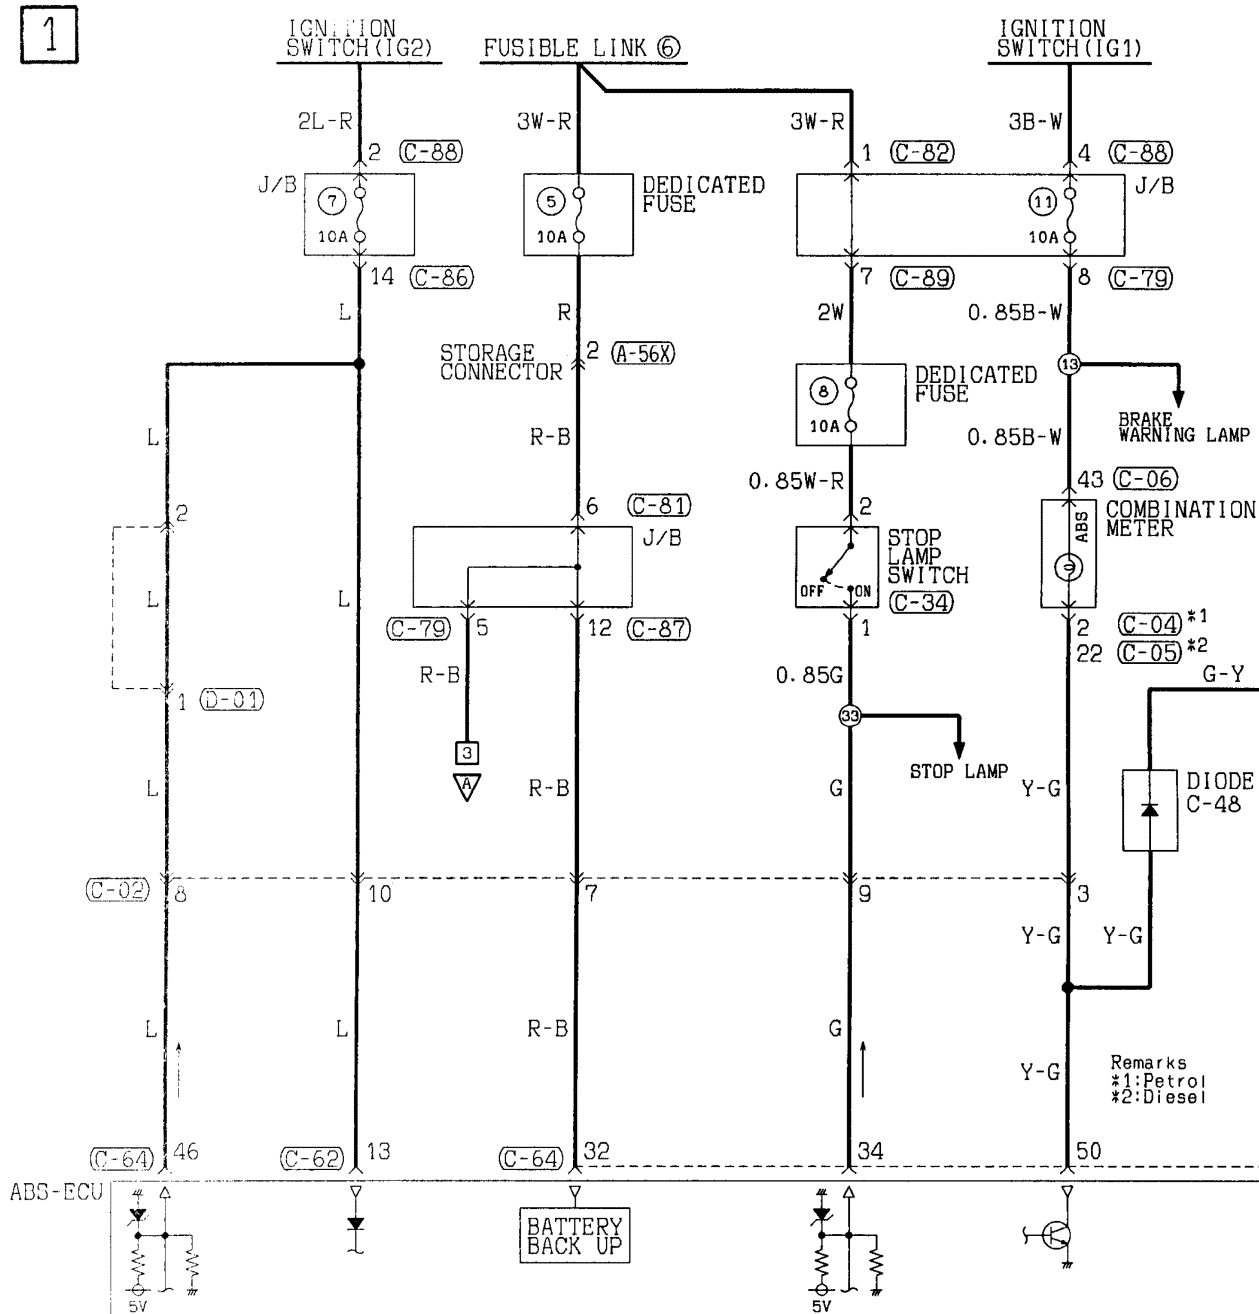 1
IGNITION
SWITCH(IG2)
FUSIBLE LINK ⑥
IGNITION
SWITCH(IG1)
2L-R
3W-R
3W-R
3B-W
2 (C-88)
1 (C-82)
4 (C-88)
J/B
7
10A
5
10A
DEDICATED
FUSE
11
10A
J/B
14 (C-86)
7 (C-89)
8 (C-79)
L
R
2W
0.85B-W
STORAGE
CONNECTOR
2 (A-56X)
8
10A
DEDICATED
FUSE
13
BRAKE
WARNING LAMP
L
R-B
0.85B-W
0.85W-R
43 (C-06)
2
6 (C-81)
2
J/B
STOP
LAMP
SWITCH
OFF
ON
(C-34)
ABS
COMBINATION
METER
L
L
(C-79) 5
12 (C-87)
1
2 (C-04)*1
22 (C-05)*2
R-B
0.85G
G-Y
1 (D-01)
33
3
A
STOP LAMP
DIODE
C-48
L
R-B
G
Y-G
(C-02) 8
10
7
9
3
Y-G
Y-G
L
L
R-B
G
Y-G
Remarks
*1:Petrol
*2:Diesel
(C-64) 46
(C-62) 13
(C-64) 32
34
50
ABS-ECU
BATTERY
BACK UP
5V
5V